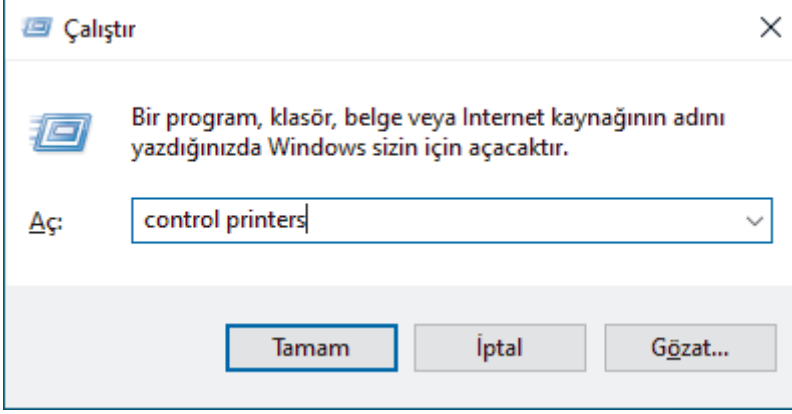 Çalıştır
Bir program, klasör, belge veya Internet kaynağının adını
yazdığınızda Windows sizin için açacaktır.
Aç: control printers
Tamam İptal Gözat...